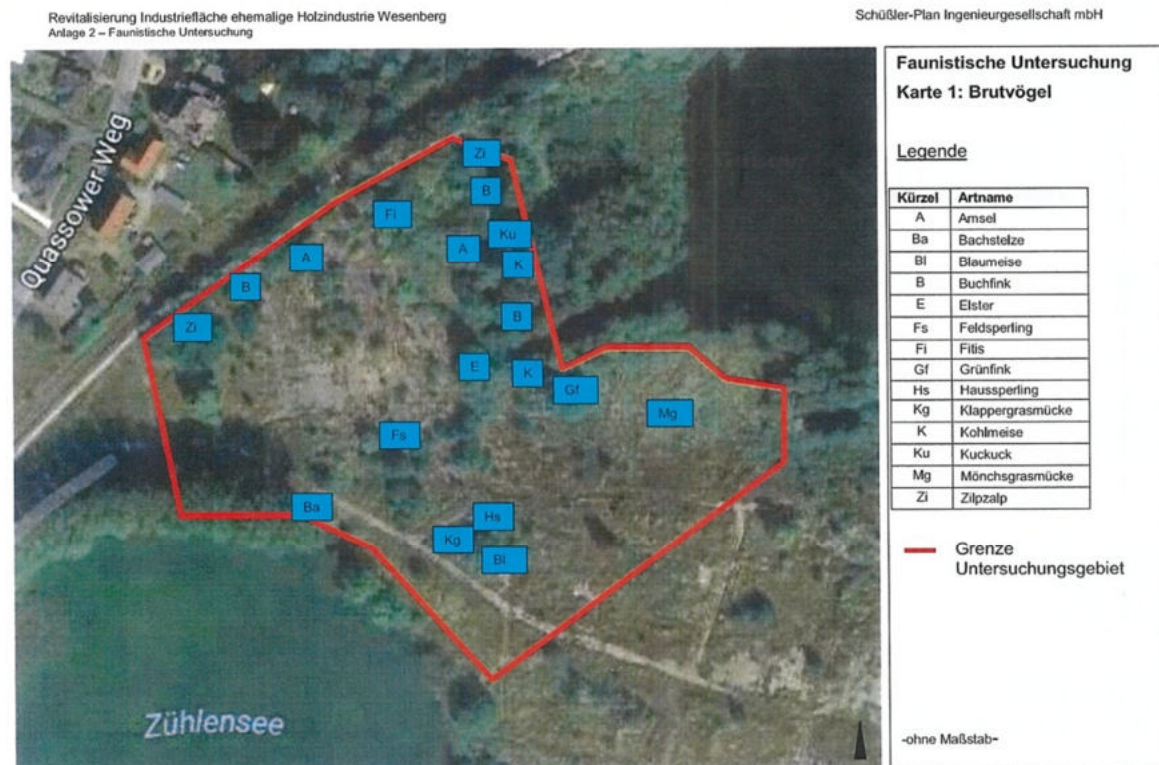 Revitalisierung Industriefläche ehemalige Holzindustrie Wesenberg
Anlage 2 – Faunistische Untersuchung
Schüßler-Plan Ingenieurgesellschaft mbH
Quassower Weg
Zi
B
Fi
Ku
A
A
K
B
B
Zi
E
K
Gf
Mg
Fs
Ba
Hs
Kg
Bl
Zühlensee
Faunistische Untersuchung
Karte 1: Brutvögel
Legende
Kürzel Artname
A Amsel
Ba Bachstelze
Bl Blaumeise
B Buchfink
E Elster
Fs Feldsperling
Fi Fitis
Gf Grünfink
Hs Haussperling
Kg Klappergrasmücke
K Kohlmeise
Ku Kuckuck
Mg Mönchsgrasmücke
Zi Zilpzalp
Grenze
Untersuchungsgebiet
-ohne Maßstab-